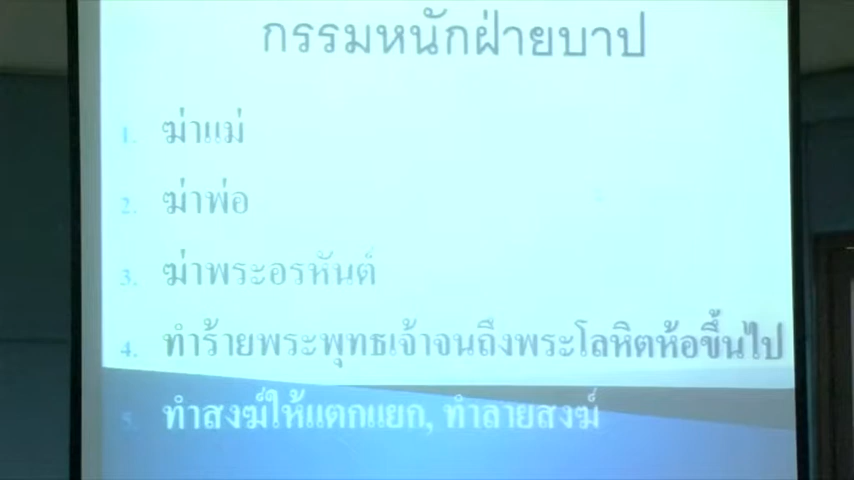 กรรมหนักฝ่ายบาป
1. ฆ่าแม่
2. ฆ่าพ่อ
3. ฆ่าพระอรหันต์
4. ทำร้ายพระพุทธเจ้าจนถึงพระโลหิตห้อขึ้นไป
5. ทำสงฆ์ให้แตกแยก, ทำลายสงฆ์